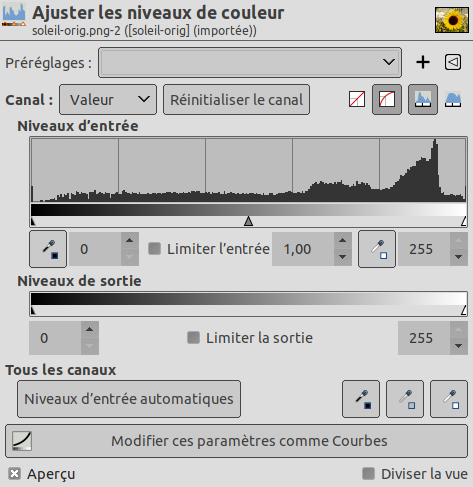 Ajuster les niveaux de couleur
soleil-orig.png-2 ([soleil-orig] (importée))
Préréglages :
Canal : Valeur Réinitialiser le canal
Niveaux d'entrée
0 Limiter l'entrée 1,00 255
Niveaux de sortie
0 Limiter la sortie 255
Tous les canaux
Niveaux d'entrée automatiques
Modifier ces paramètres comme Courbes
Aperçu Diviser la vue